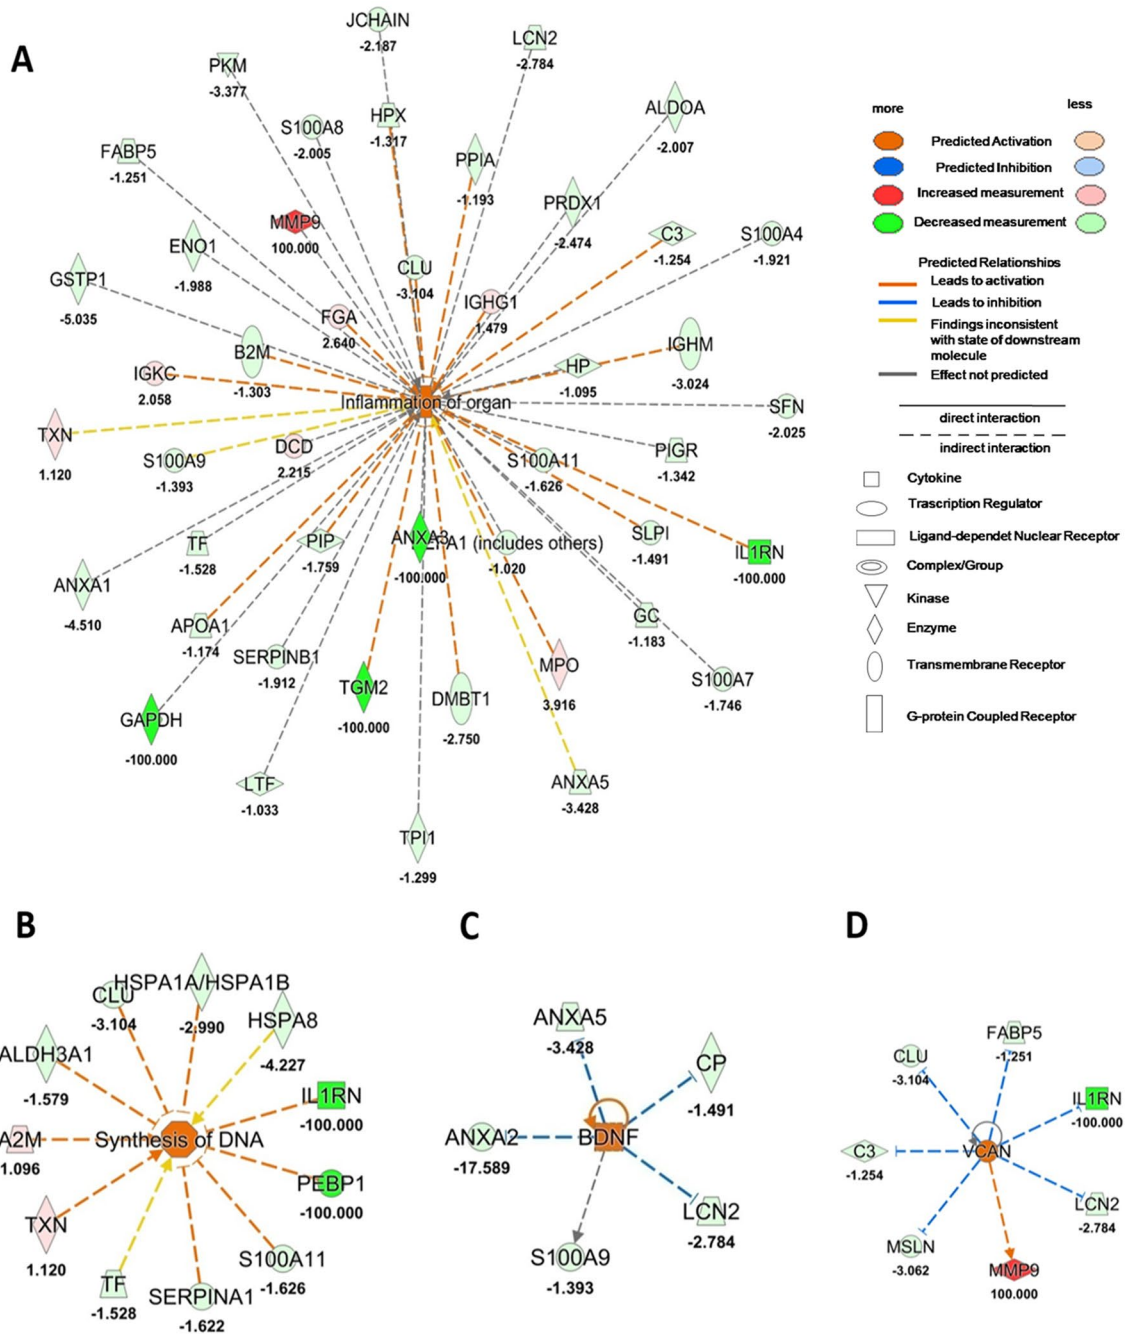 A
JCHAIN
-2.187
LCN2
-2.784
PKM
-3.377
HPX
-1.317
S100A8
-2.005
ALDOA
-2.007
FABP5
-1.251
PPIA
-1.193
PRDX1
-2.474
MMP9
100.000
C3
-1.254
S100A4
-1.921
ENO1
-1.988
GSTP1
-5.035
CLU
-3.104
IGHG1
1.479
FGA
2.640
B2M
-1.303
IGHM
-3.024
HP
-1.095
IGKC
2.058
Inflammation of organ
SFN
-2.025
TXN
1.120
S100A9
-1.393
DCD
2.215
S100A11
-1.626
PIGR
-1.342
TF
-1.528
PIP
-1.759
ANXA3
-100.000
(includes others)
-1.020
SLPI
-1.491
IL1RN
-100.000
ANXA1
-4.510
APOA1
-1.174
GC
-1.183
SERPINB1
-1.912
TGM2
-100.000
DMBT1
-2.750
MPO
3.916
S100A7
-1.746
GAPDH
-100.000
LTF
-1.033
ANXA5
-3.428
TPI1
-1.299
more
less
Predicted Activation
Predicted Inhibition
Increased measurement
Decreased measurement
Predicted Relationships
Leads to activation
Leads to inhibition
Findings inconsistent
with state of downstream
molecule
Effect not predicted
direct interaction
indirect interaction
Cytokine
Trascription Regulator
Ligand-dependet Nuclear Receptor
Complex/Group
Kinase
Enzyme
Transmembrane Receptor
G-protein Coupled Receptor
B
HSPA1A/HSPA1B
-2.990
CLU
-3.104
HSPA8
-4.227
ALDH3A1
-1.579
IL1RN
-100.000
A2M
1.096
Synthesis of DNA
PEBP1
-100.000
TXN
1.120
S100A11
-1.626
TF
-1.528
SERPINA1
-1.622
C
ANXA5
-3.428
CP
-1.491
ANXA2
-17.589
BDNF
LCN2
-2.784
S100A9
-1.393
D
FABP5
-1.251
CLU
-3.104
IL1RN
-100.000
C3
-1.254
VCAN
LCN2
-2.784
MSLN
-3.062
MMP9
100.000